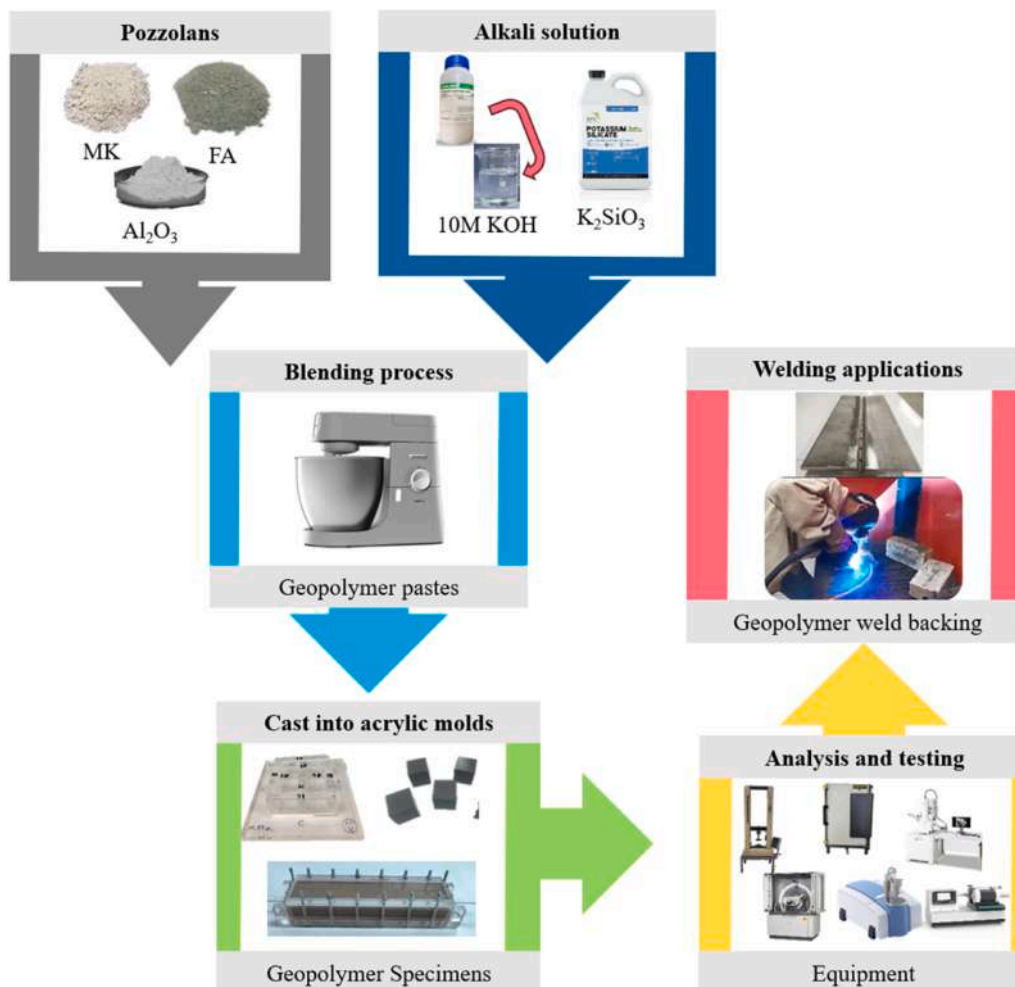 Pozzolans
Alkali solution
MK
FA
Al₂O₃
POTASSIUM
SILICATE
10M KOH
K₂SiO₃
Blending process
Geopolymer pastes
Welding applications
Geopolymer weld backing
Cast into acrylic molds
Geopolymer Specimens
Analysis and testing
Equipment